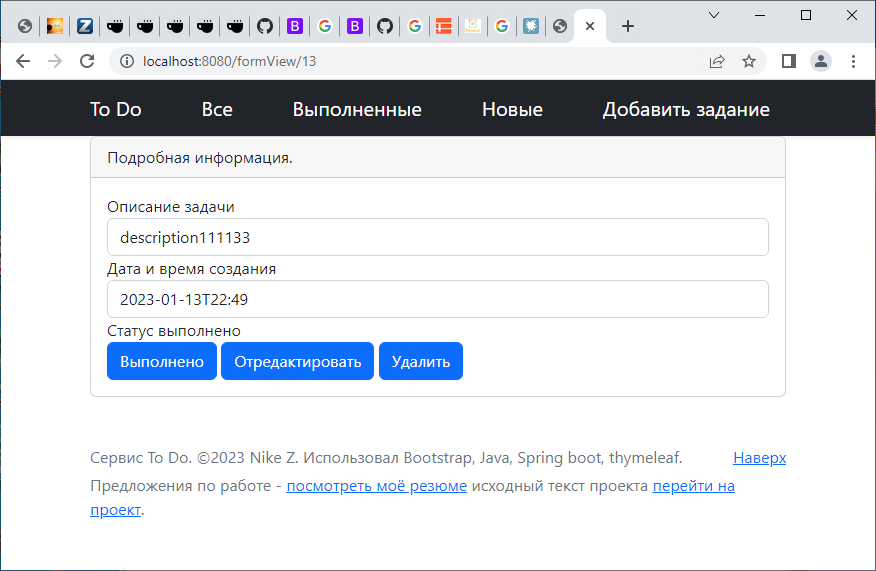 localhost:8080/formView/13
To Do Все Выполненные Новые Добавить задание
Подробная информация.
Описание задачи
description111133
Дата и время создания
2023-01-13T22:49
Статус выполнено
Выполнено Отредактировать Удалить
Сервис To Do. ©2023 Nike Z. Использовал Bootstrap, Java, Spring boot, thymeleaf. Наверх
Предложения по работе - посмотреть моё резюме исходный текст проекта перейти на
проект.